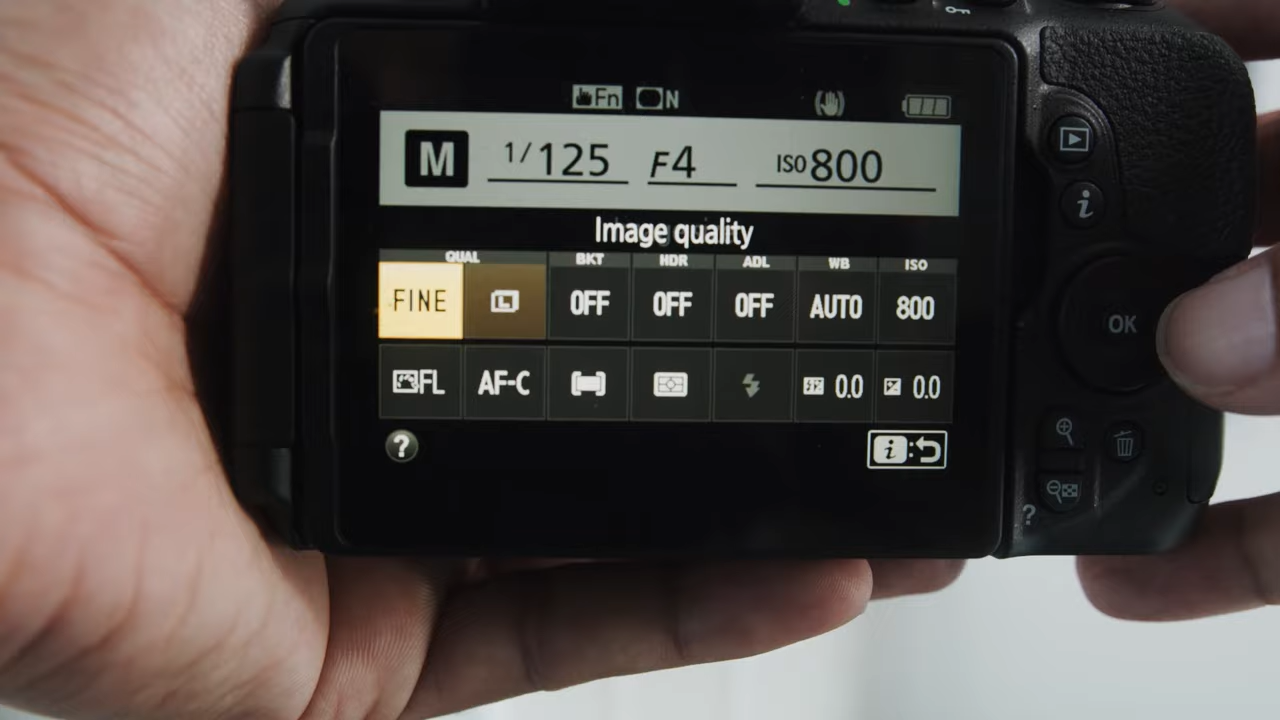 Fn N
M 1/125 F4 ISO 800
Image quality
QUAL BKT HDR ADL WB ISO
FINE L OFF OFF OFF AUTO 800
FL AF-C 0.0 0.0
? i:
i
OK
?